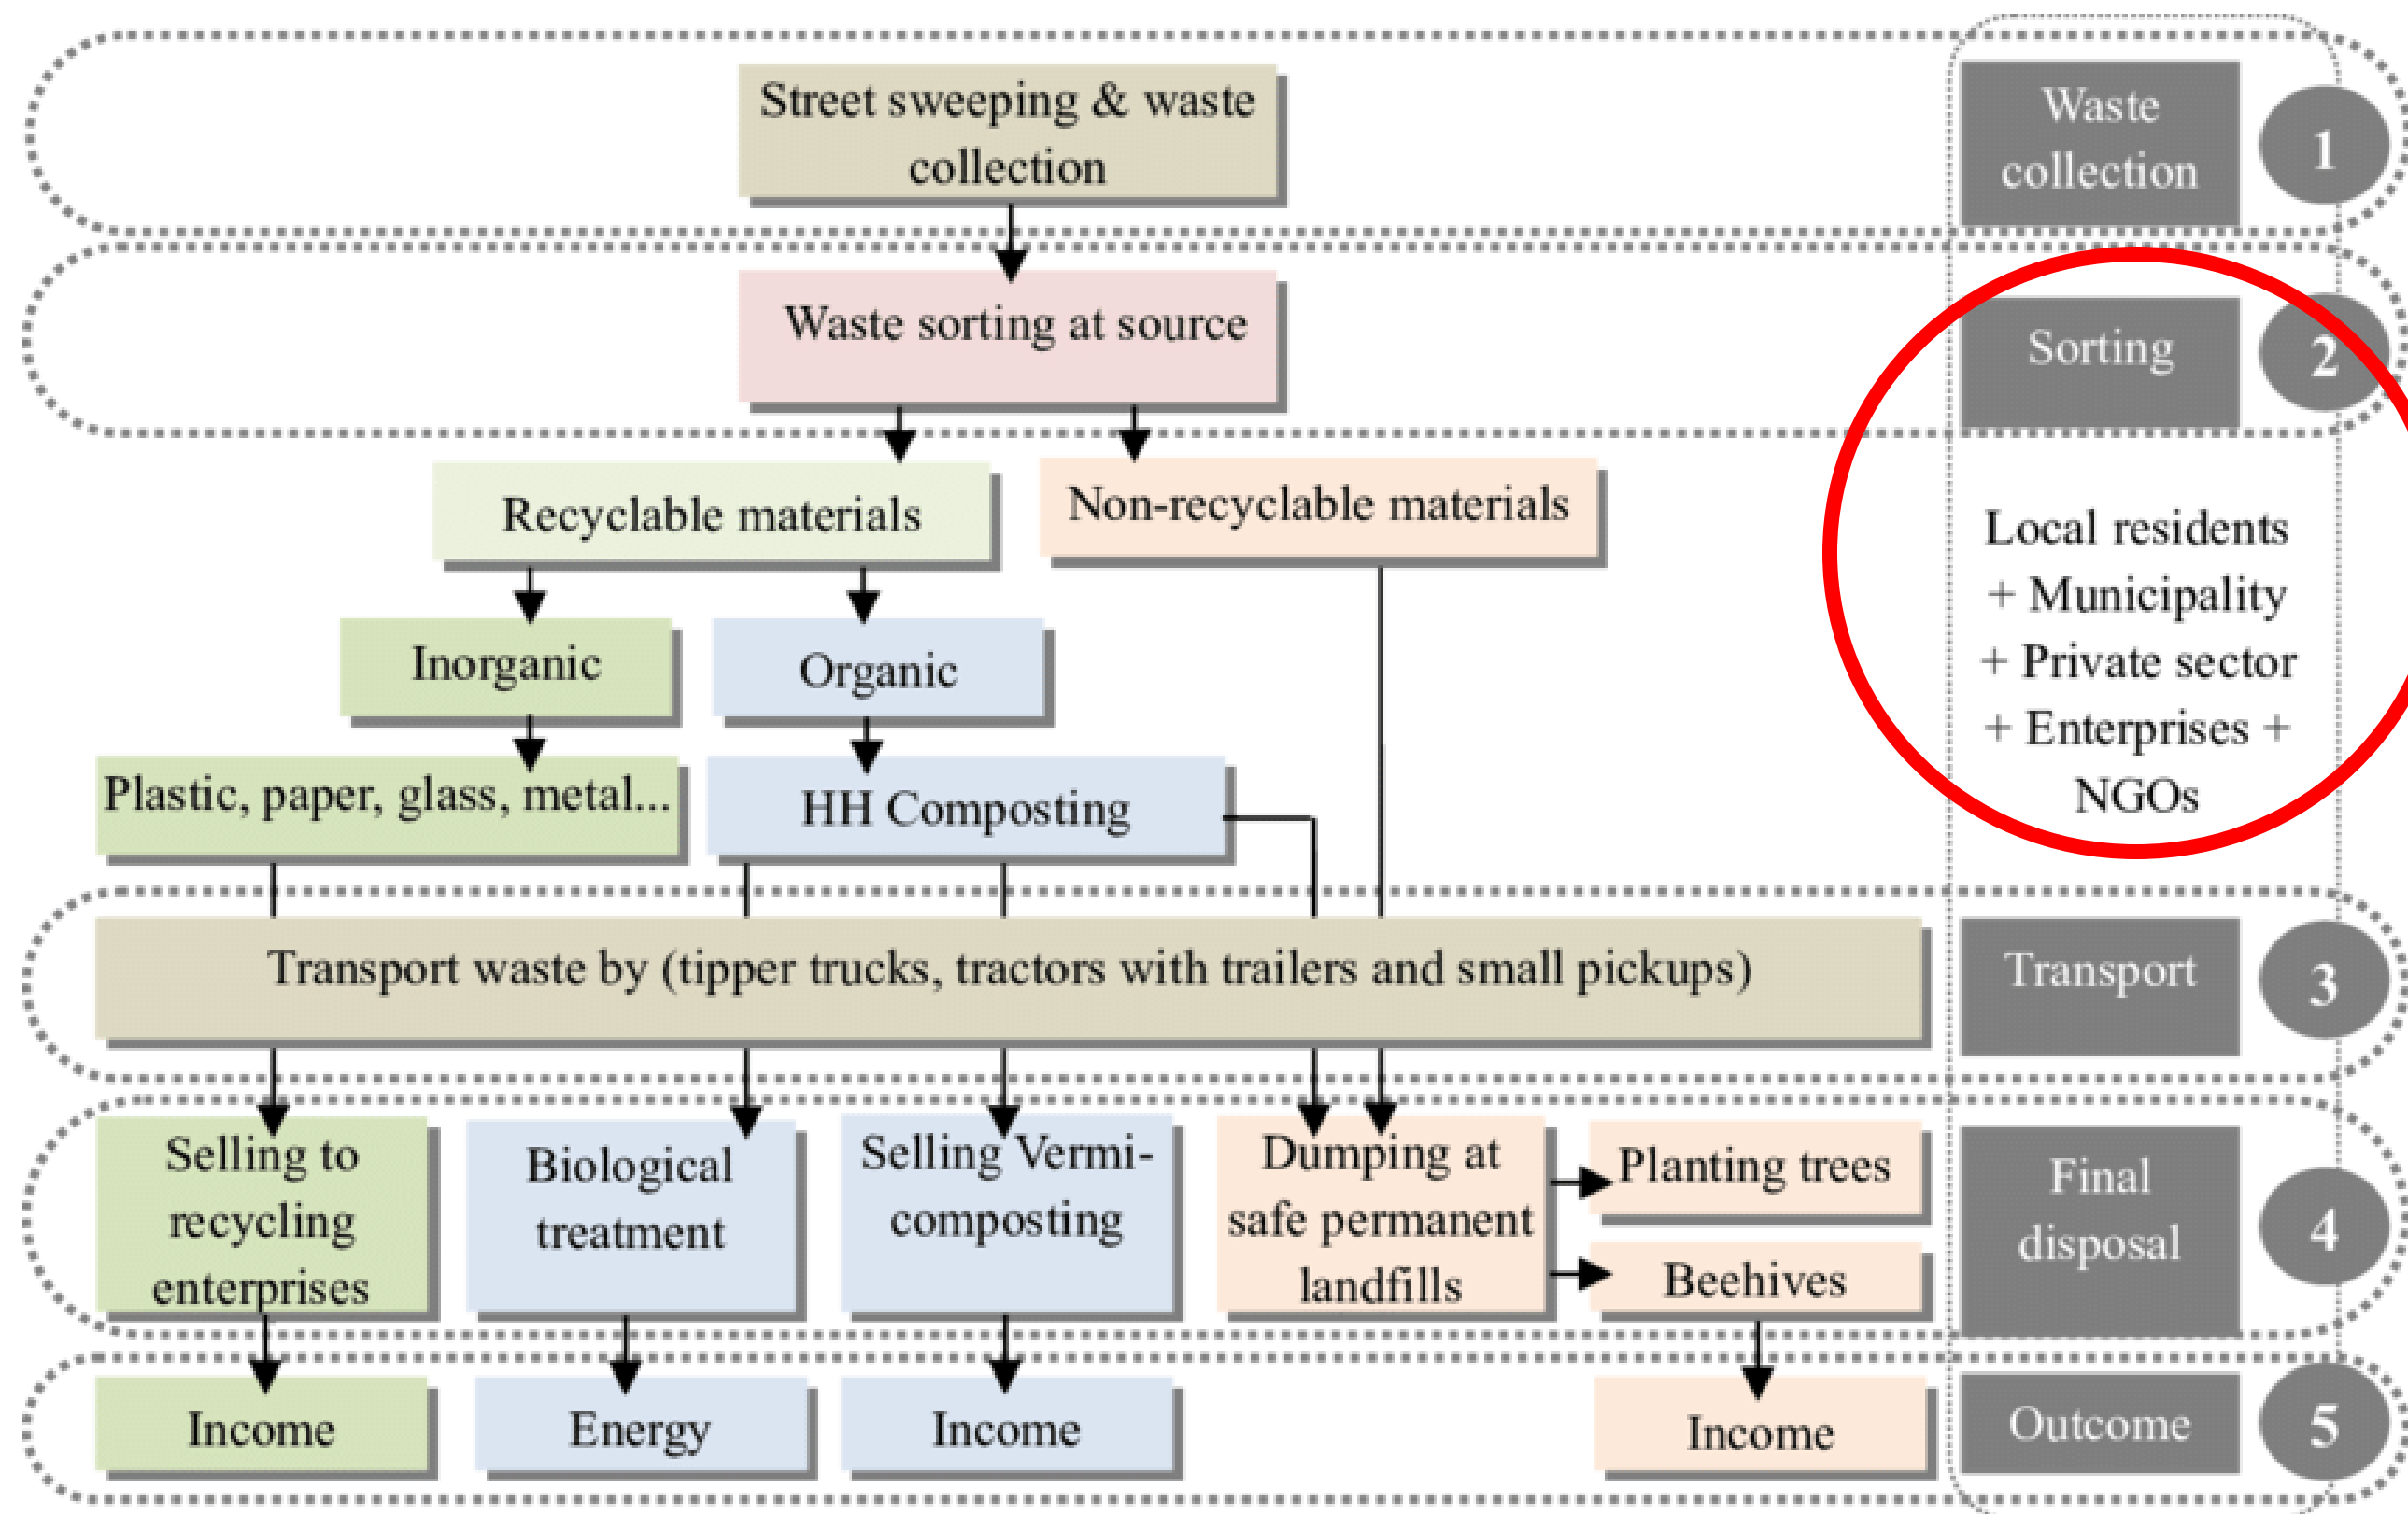 Street sweeping & waste
collection
Waste
collection
1
Waste sorting at source
Sorting
2
Recyclable materials
Non-recyclable materials
Local residents
+ Municipality
+ Private sector
+ Enterprises +
NGOs
Inorganic
Organic
Plastic, paper, glass, metal...
HH Composting
Transport waste by (tipper trucks, tractors with trailers and small pickups)
Transport
3
Selling to
recycling
enterprises
Biological
treatment
Selling Vermi-
composting
Dumping at
safe permanent
landfills
Planting trees
Beehives
Final
disposal
4
Income
Energy
Income
Income
Outcome
5